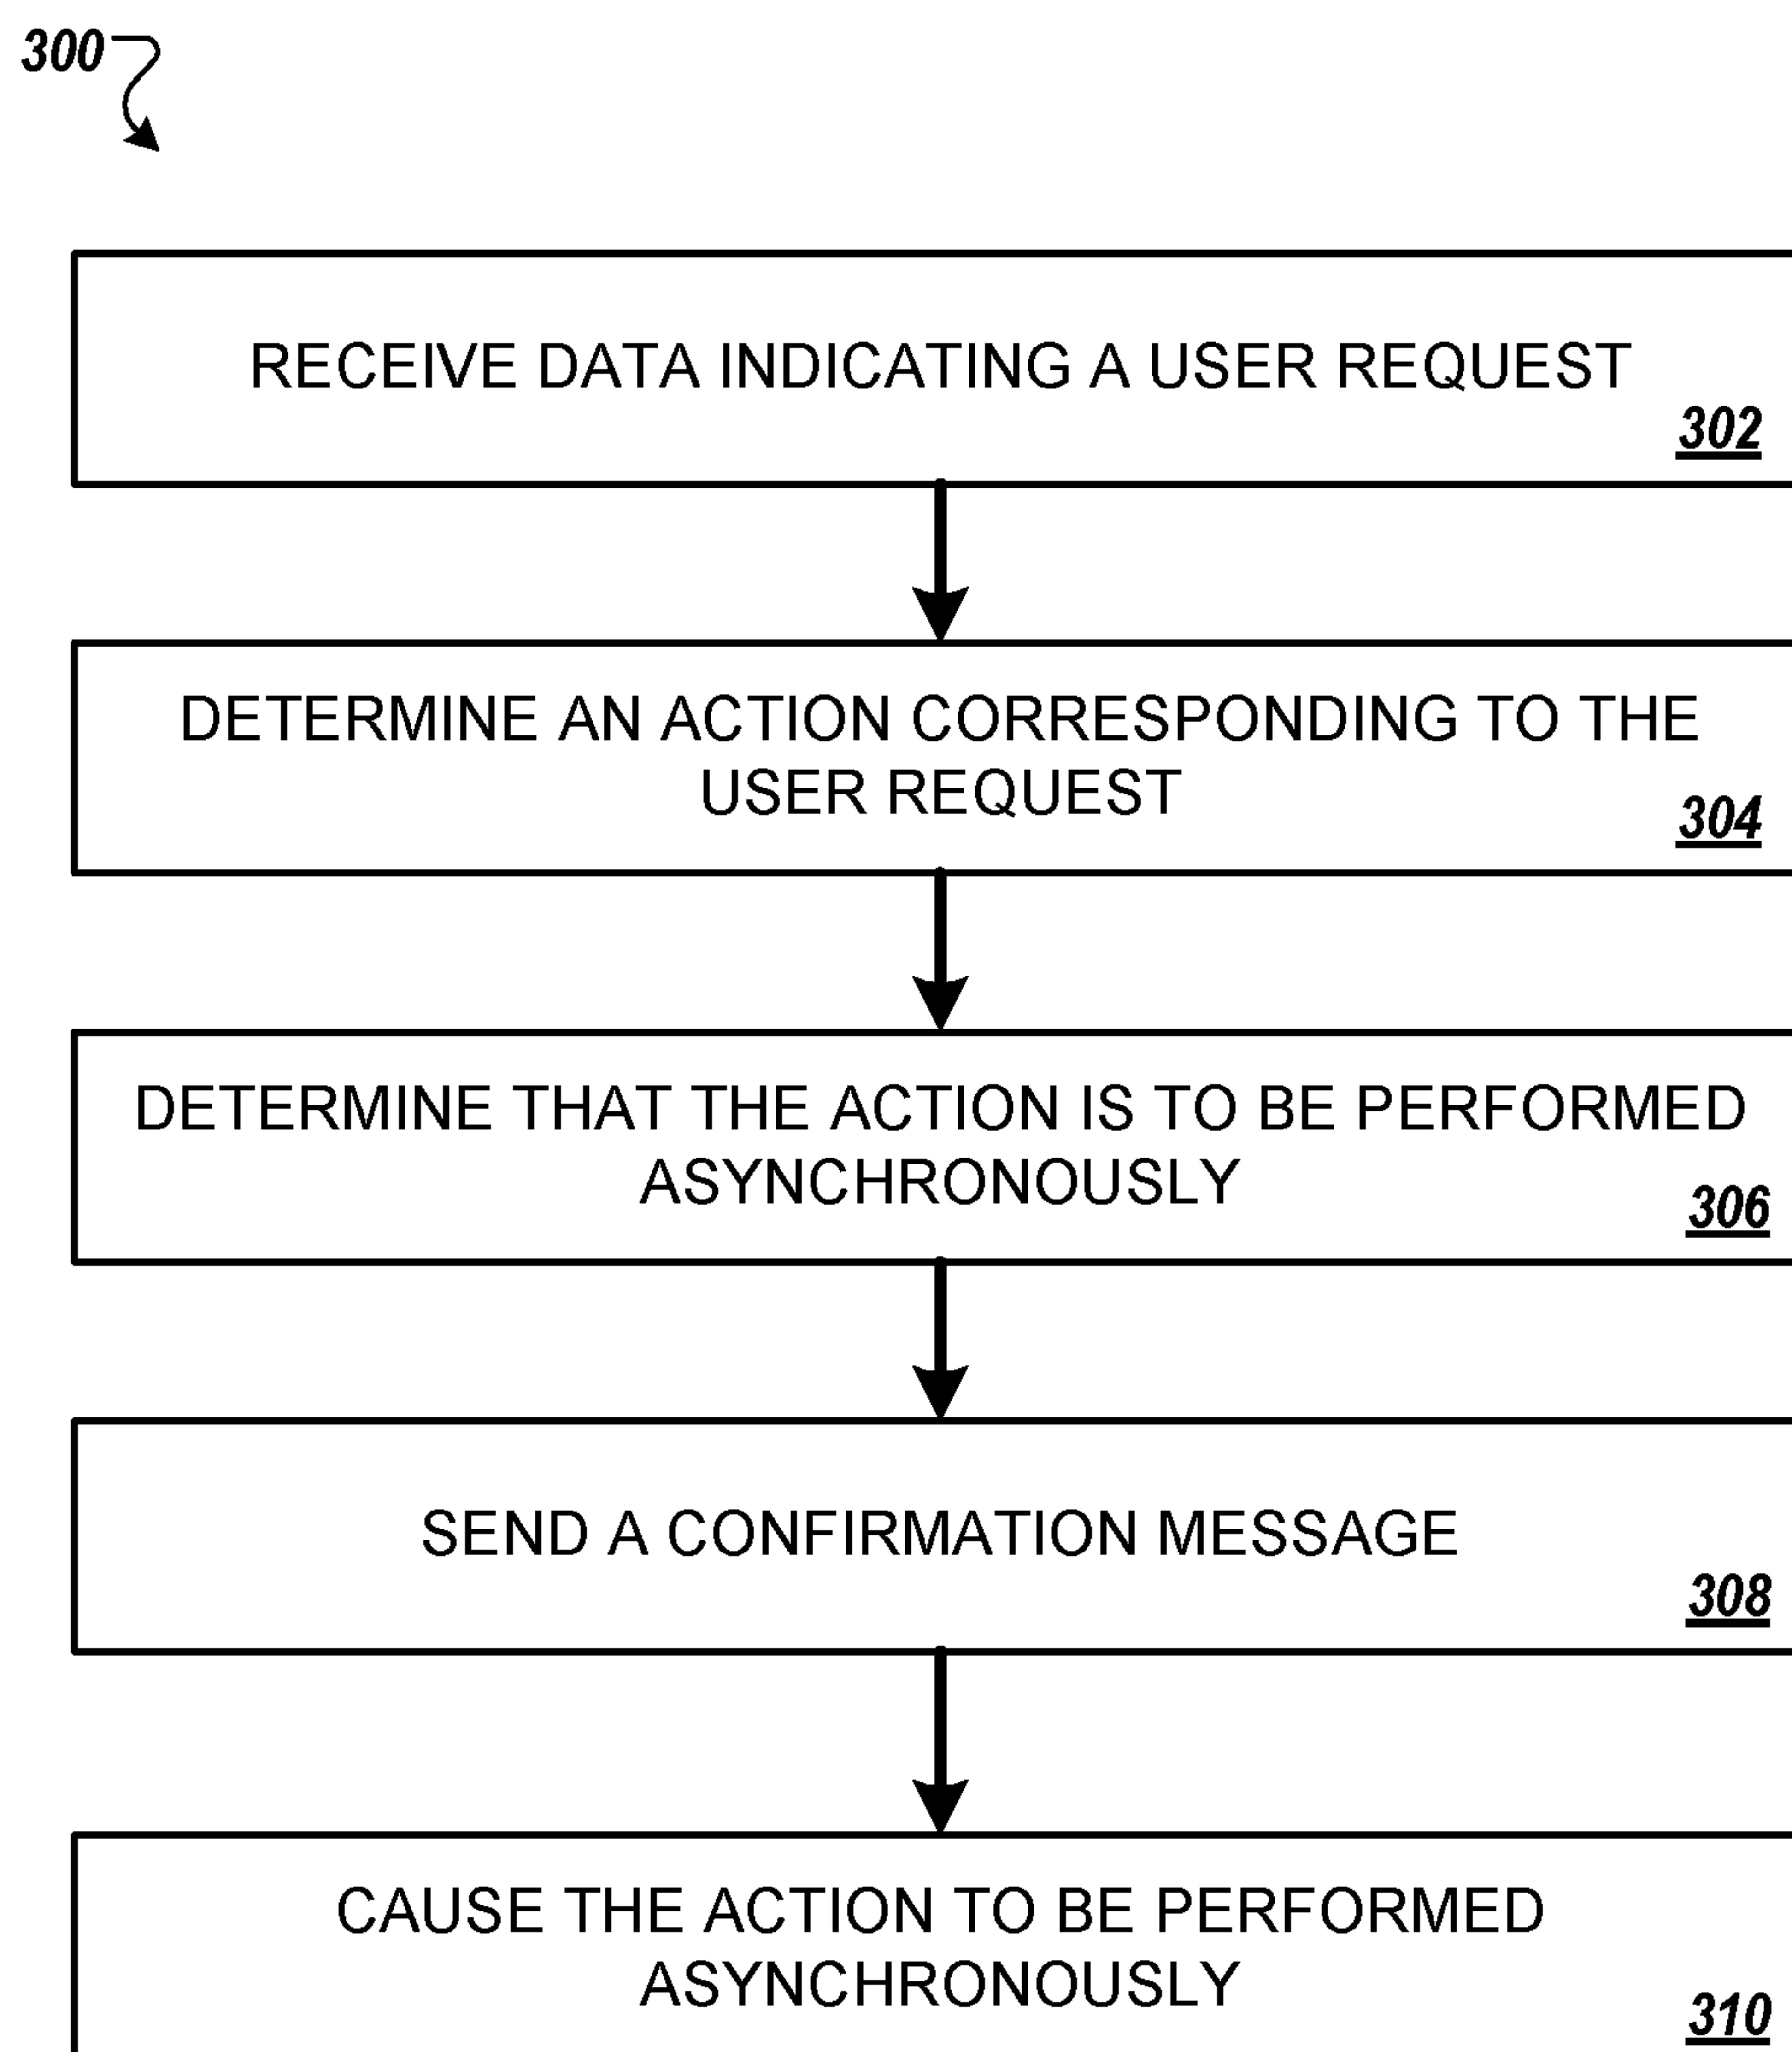 300
RECEIVE DATA INDICATING A USER REQUEST
302
DETERMINE AN ACTION CORRESPONDING TO THE
USER REQUEST
304
DETERMINE THAT THE ACTION IS TO BE PERFORMED
ASYNCHRONOUSLY
306
SEND A CONFIRMATION MESSAGE
308
CAUSE THE ACTION TO BE PERFORMED
ASYNCHRONOUSLY
310